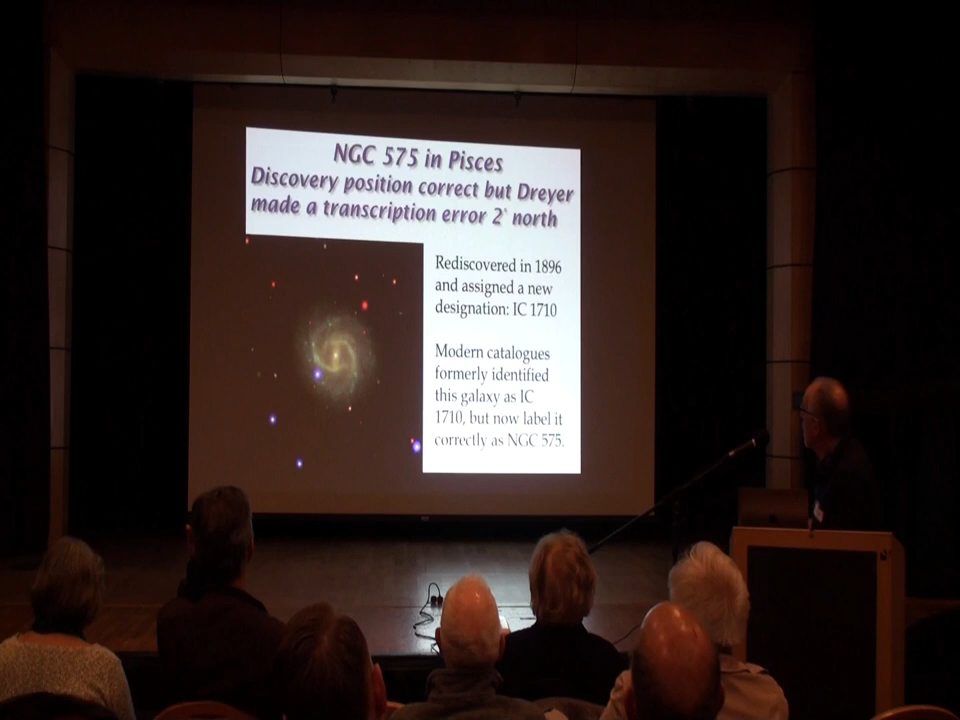 NGC 575 in Pisces
Discovery position correct but Dreyer
made a transcription error 2° north
Rediscovered in 1896
and assigned a new
designation: IC 1710
Modern catalogues
formerly identified
this galaxy as IC
1710, but now label it
correctly as NGC 575.